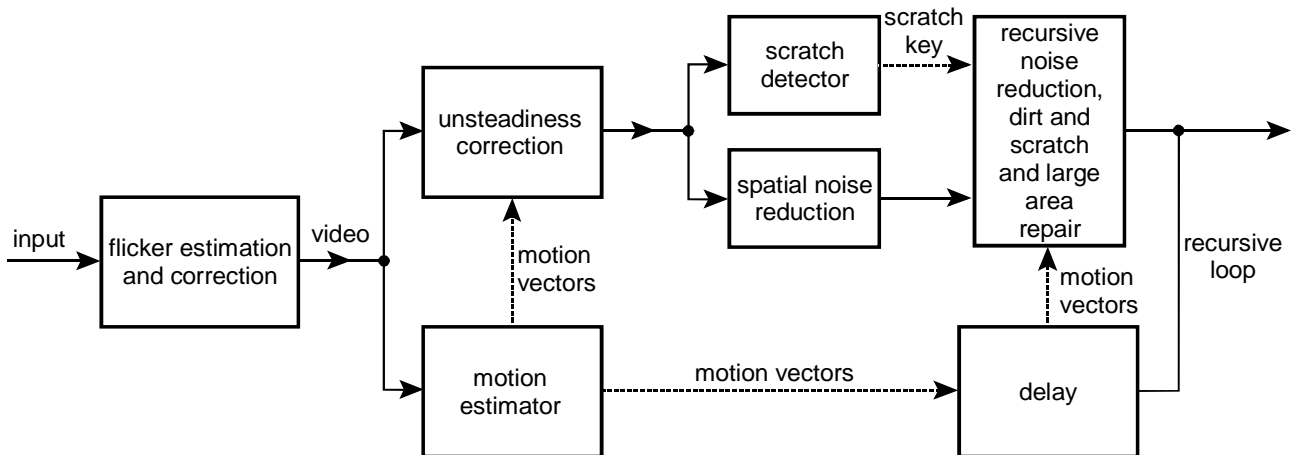 input
flicker estimation
and correction
video
unsteadiness
correction
motion
vectors
motion
estimator
scratch
detector
spatial noise
reduction
scratch
key
recursive
noise
reduction,
dirt and
scratch
and large
area
repair
motion vectors
motion
vectors
delay
recursive
loop